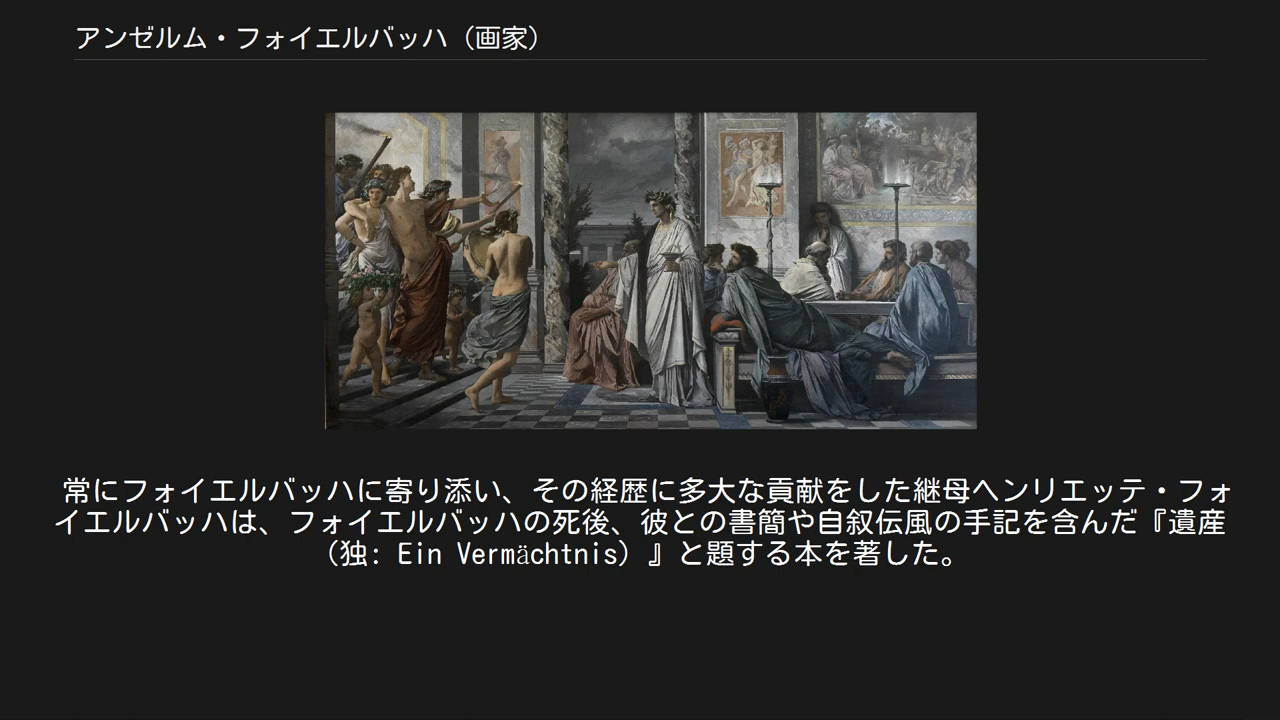 アンゼルム・フォイエルバッハ（画家）
常にフォイエルバッハに寄り添い、その経歴に多大な貢献をした継母ヘンリエッテ・フォ
イエルバッハは、フォイエルバッハの死後、彼との書簡や自叙伝風の手記を含んだ『遺産
（独: Ein Vermächtnis）』と題する本を著した。